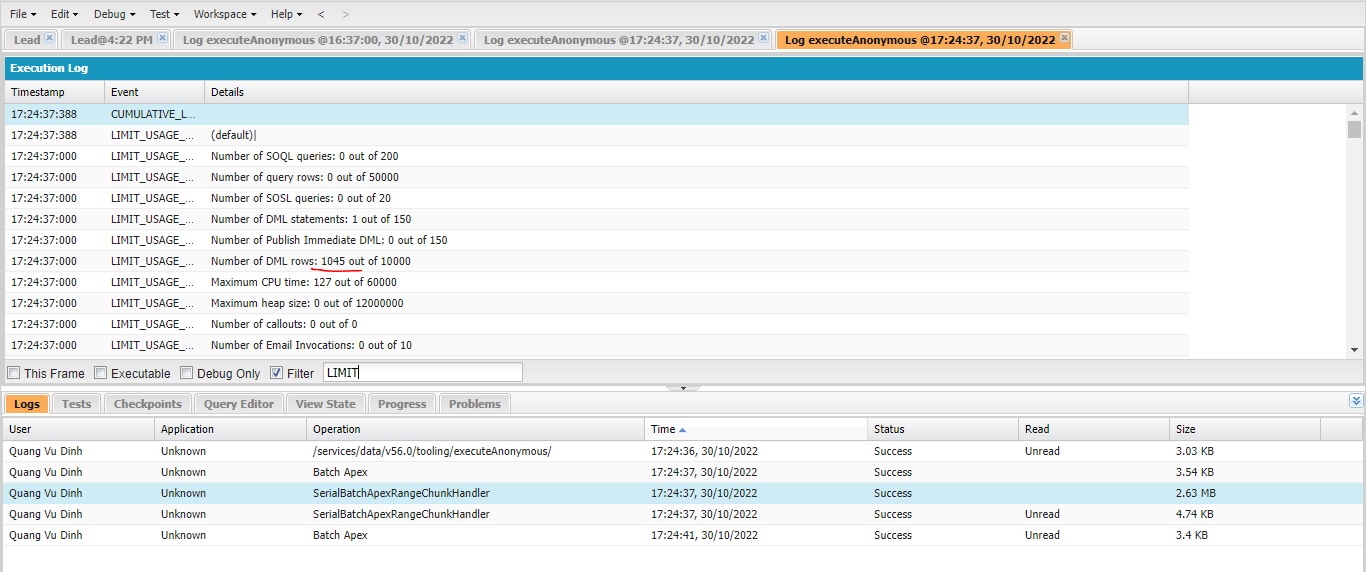 File Edit Debug Test Workspace Help < >
Lead Lead@4:22 PM Log executeAnonymous @16:37:00, 30/10/2022 Log executeAnonymous @17:24:37, 30/10/2022 Log executeAnonymous @17:24:37, 30/10/2022
Execution Log
Timestamp Event Details
17:24:37:388 CUMULATIVE_L...
17:24:37:388 LIMIT_USAGE_... (default)|
17:24:37:000 LIMIT_USAGE_... Number of SOQL queries: 0 out of 200
17:24:37:000 LIMIT_USAGE_... Number of query rows: 0 out of 50000
17:24:37:000 LIMIT_USAGE_... Number of SOSL queries: 0 out of 20
17:24:37:000 LIMIT_USAGE_... Number of DML statements: 1 out of 150
17:24:37:000 LIMIT_USAGE_... Number of Publish Immediate DML: 0 out of 150
17:24:37:000 LIMIT_USAGE_... Number of DML rows: 1045 out of 10000
17:24:37:000 LIMIT_USAGE_... Maximum CPU time: 127 out of 60000
17:24:37:000 LIMIT_USAGE_... Maximum heap size: 0 out of 12000000
17:24:37:000 LIMIT_USAGE_... Number of callouts: 0 out of 0
17:24:37:000 LIMIT_USAGE_... Number of Email Invocations: 0 out of 10
This Frame Executable Debug Only Filter LIMIT
Logs Tests Checkpoints Query Editor View State Progress Problems
User Application Operation Time Status Read Size
Quang Vu Dinh Unknown /services/data/v56.0/tooling/executeAnonymous/ 17:24:36, 30/10/2022 Success Unread 3.03 KB
Quang Vu Dinh Unknown Batch Apex 17:24:37, 30/10/2022 Success 3.54 KB
Quang Vu Dinh Unknown SerialBatchApexRangeChunkHandler 17:24:37, 30/10/2022 Success 2.63 MB
Quang Vu Dinh Unknown SerialBatchApexRangeChunkHandler 17:24:37, 30/10/2022 Success Unread 4.74 KB
Quang Vu Dinh Unknown Batch Apex 17:24:41, 30/10/2022 Success Unread 3.4 KB